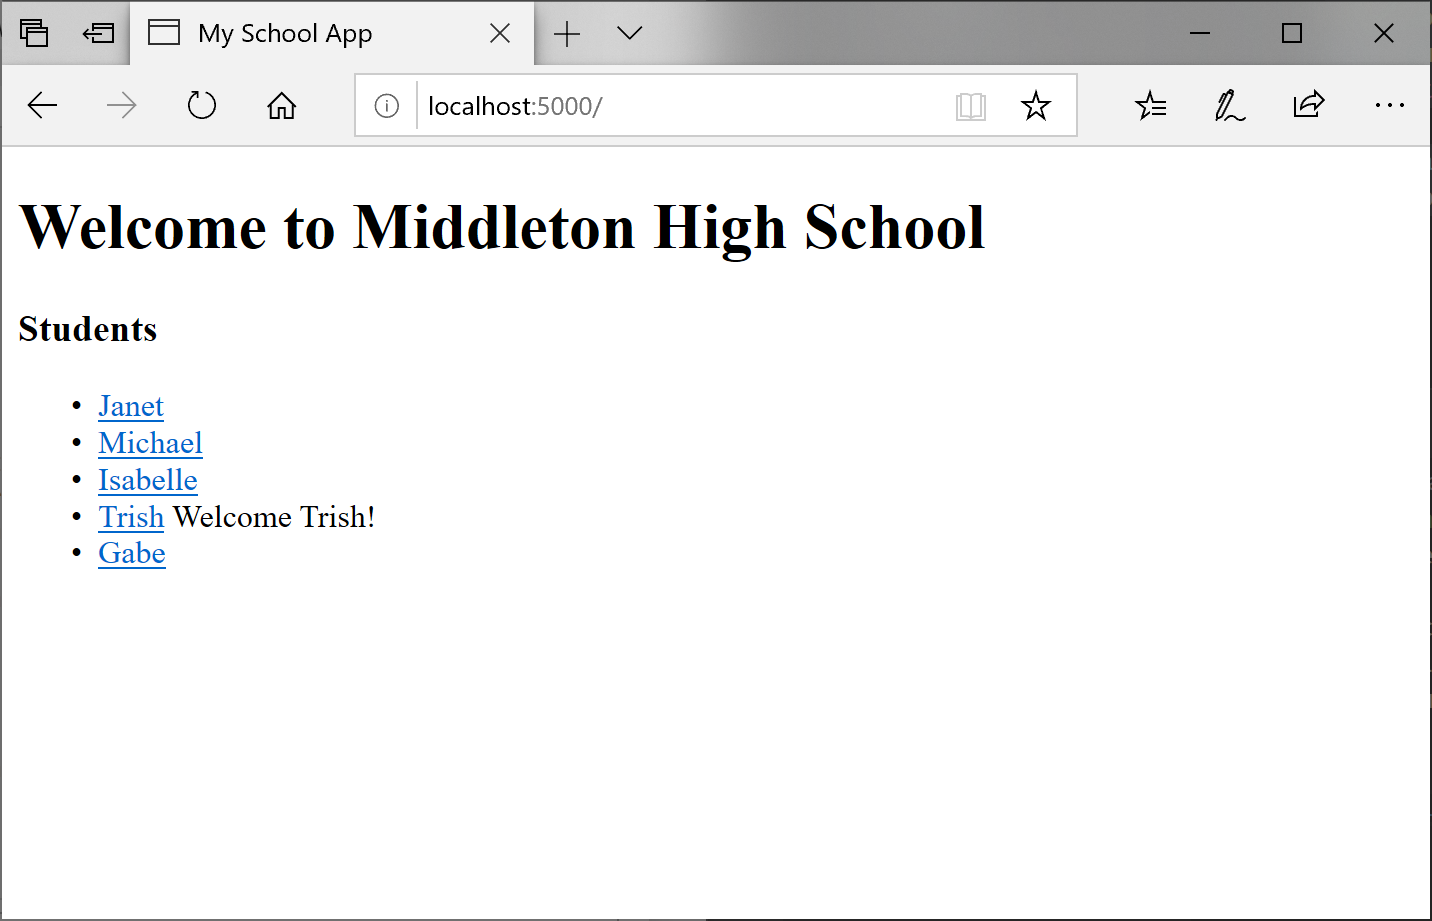 My School App
localhost:5000/
Welcome to Middleton High School
Students
• Janet
• Michael
• Isabelle
• Trish Welcome Trish!
• Gabe